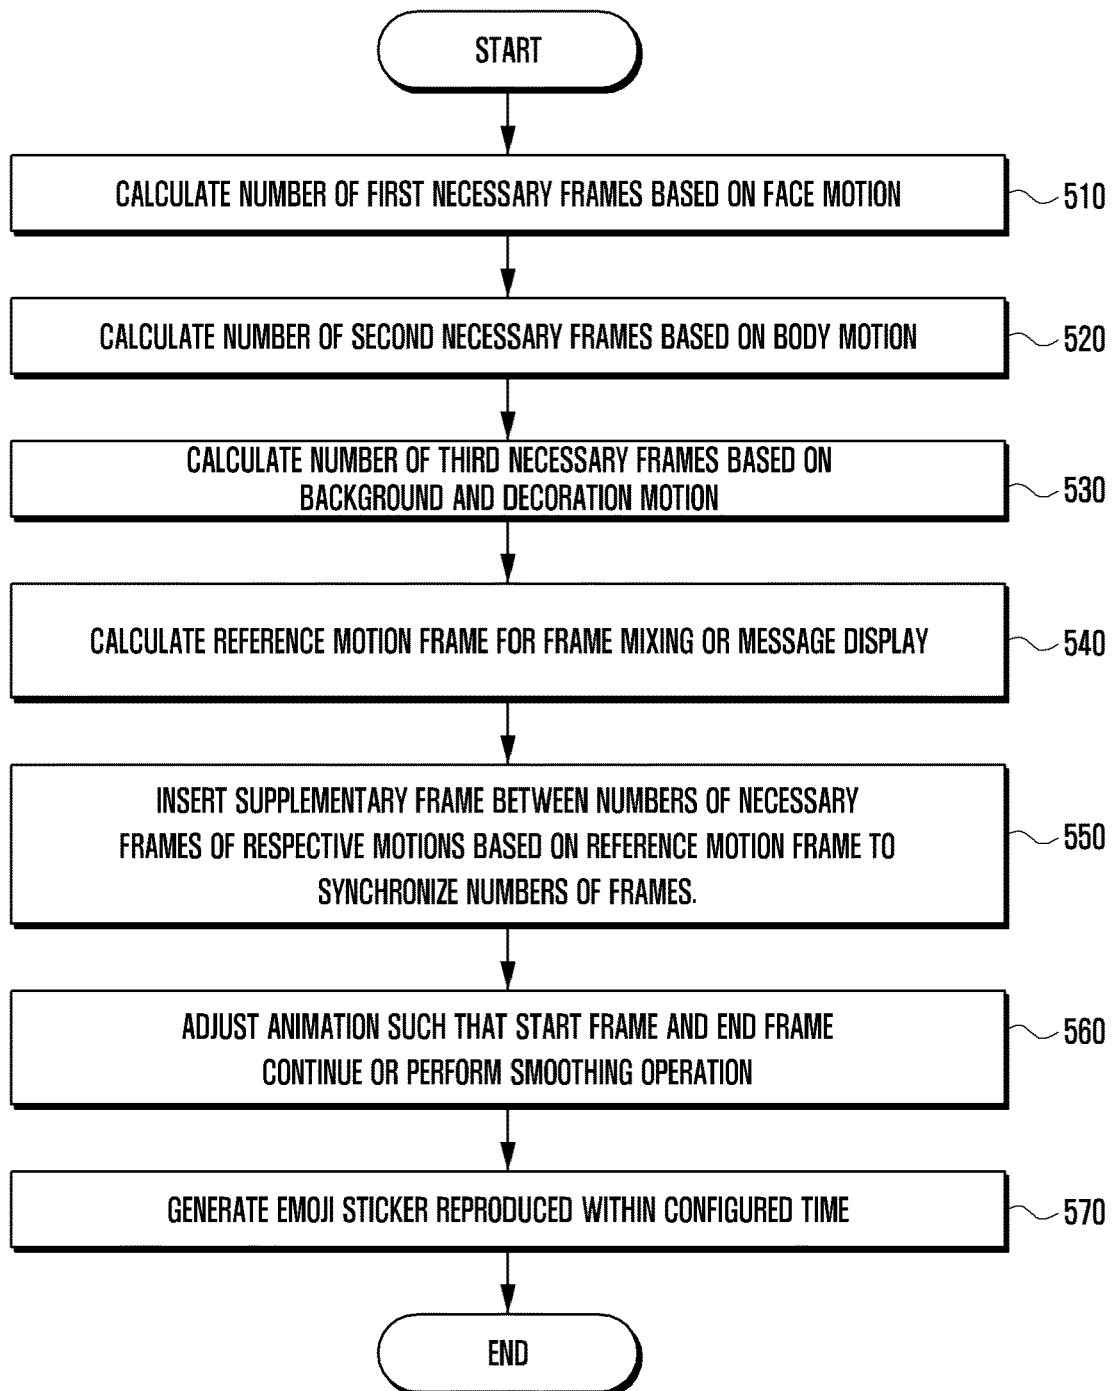 START
CALCULATE NUMBER OF FIRST NECESSARY FRAMES BASED ON FACE MOTION
510
CALCULATE NUMBER OF SECOND NECESSARY FRAMES BASED ON BODY MOTION
520
CALCULATE NUMBER OF THIRD NECESSARY FRAMES BASED ON
BACKGROUND AND DECORATION MOTION
530
CALCULATE REFERENCE MOTION FRAME FOR FRAME MIXING OR MESSAGE DISPLAY
540
INSERT SUPPLEMENTARY FRAME BETWEEN NUMBERS OF NECESSARY
FRAMES OF RESPECTIVE MOTIONS BASED ON REFERENCE MOTION FRAME TO
SYNCHRONIZE NUMBERS OF FRAMES.
550
ADJUST ANIMATION SUCH THAT START FRAME AND END FRAME
CONTINUE OR PERFORM SMOOTHING OPERATION
560
GENERATE EMOJI STICKER REPRODUCED WITHIN CONFIGURED TIME
570
END